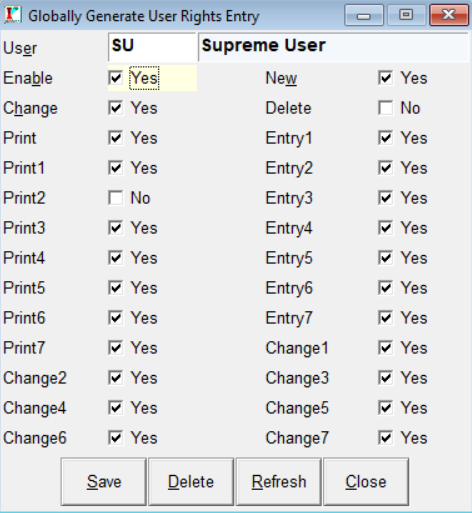 Globally Generate User Rights Entry
User SU Supreme User
Enable Yes New Yes
Change Yes Delete No
Print Yes Entry1 Yes
Print1 Yes Entry2 Yes
Print2 No Entry3 Yes
Print3 Yes Entry4 Yes
Print4 Yes Entry5 Yes
Print5 Yes Entry6 Yes
Print6 Yes Entry7 Yes
Print7 Yes Change1 Yes
Change2 Yes Change3 Yes
Change4 Yes Change5 Yes
Change6 Yes Change7 Yes
Save Delete Refresh Close